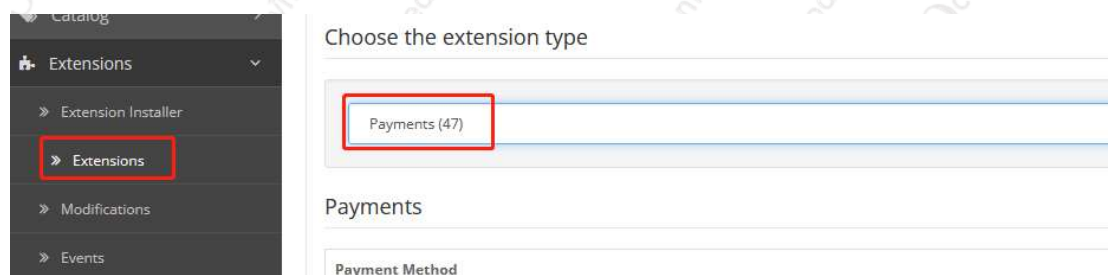 Catalog
Extensions
Extension Installer
Extensions
Modifications
Events
Choose the extension type
Payments (47)
Payments
Payment Method